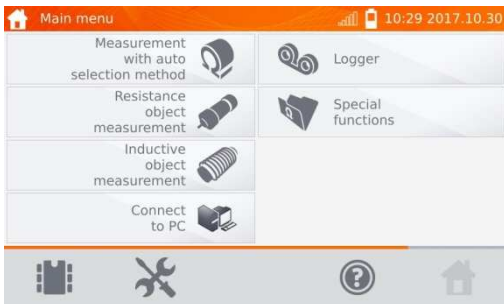 Main menu
10:29 2017.10.30
Measurement
with auto
selection method
Logger
Resistance
object
measurement
Special
functions
Inductive
object
measurement
Connect
to PC
?